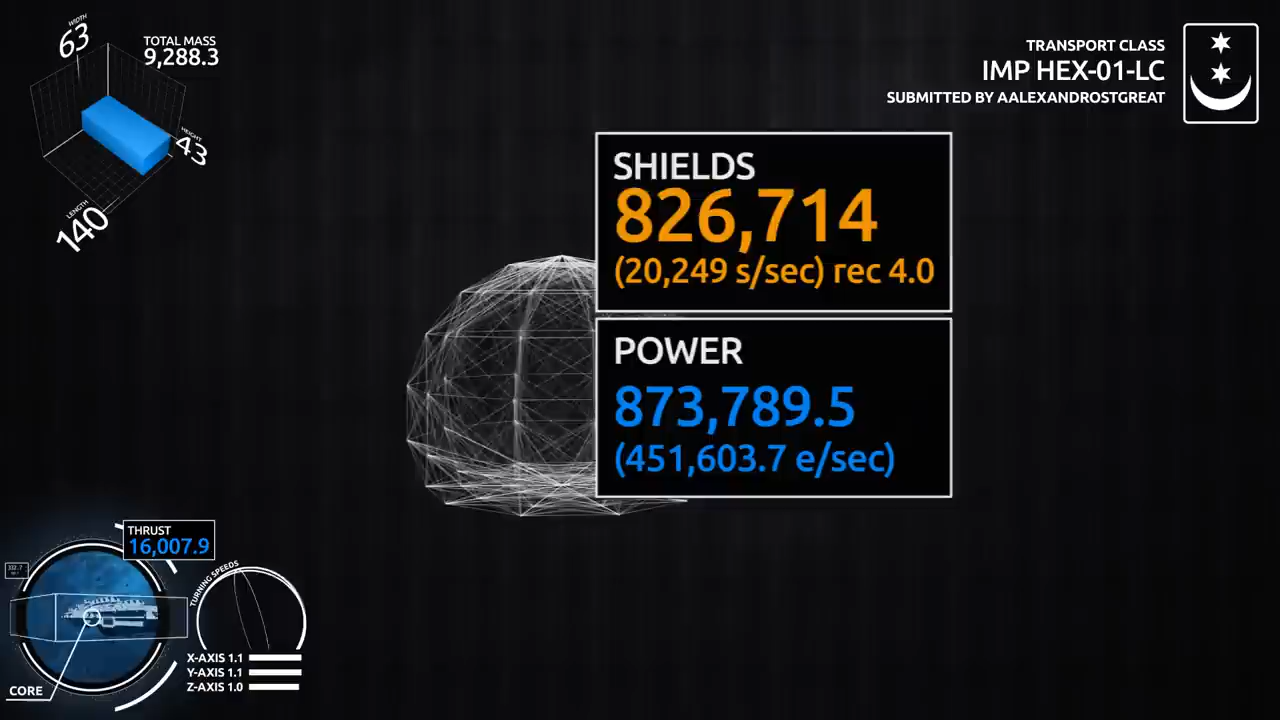 WIDTH
63
TOTAL MASS
9,288.3
HEIGHT
43
LENGTH
140
TRANSPORT CLASS
IMP HEX-01-LC
SUBMITTED BY AALEXANDROSTGREAT
SHIELDS
826,714
(20,249 s/sec) rec 4.0
POWER
873,789.5
(451,603.7 e/sec)
THRUST
16,007.9
TURNING SPEEDS
X-AXIS 1.1
Y-AXIS 1.1
Z-AXIS 1.0
CORE